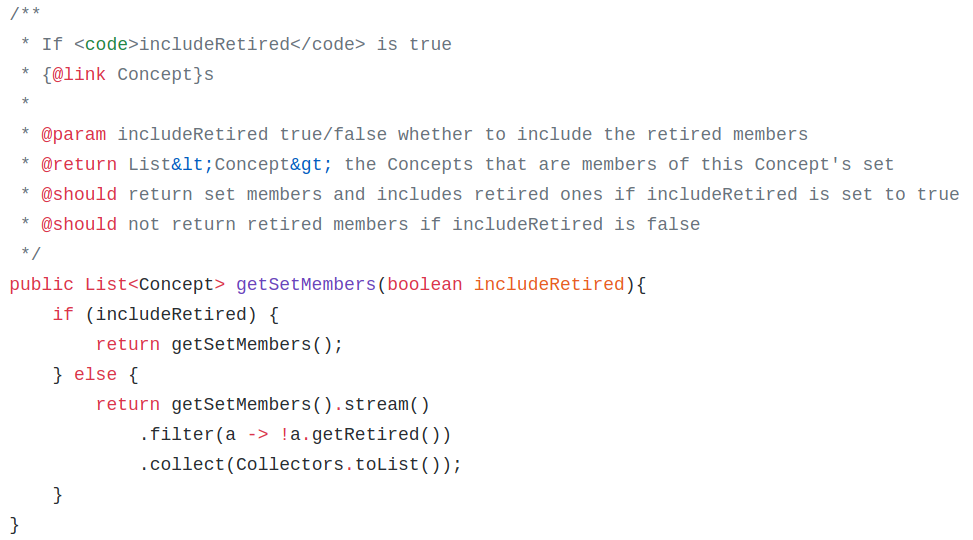 /**
 * If <code>includeRetired</code> is true
 * {@link Concept}s
 *
 * @param includeRetired true/false whether to include the retired members
 * @return List&lt;Concept&gt; the Concepts that are members of this Concept's set
 * @should return set members and includes retired ones if includeRetired is set to true
 * @should not return retired members if includeRetired is false
 */
public List<Concept> getSetMembers(boolean includeRetired){
    if (includeRetired) {
        return getSetMembers();
    } else {
        return getSetMembers().stream()
            .filter(a -> !a.getRetired())
            .collect(Collectors.toList());
    }
}